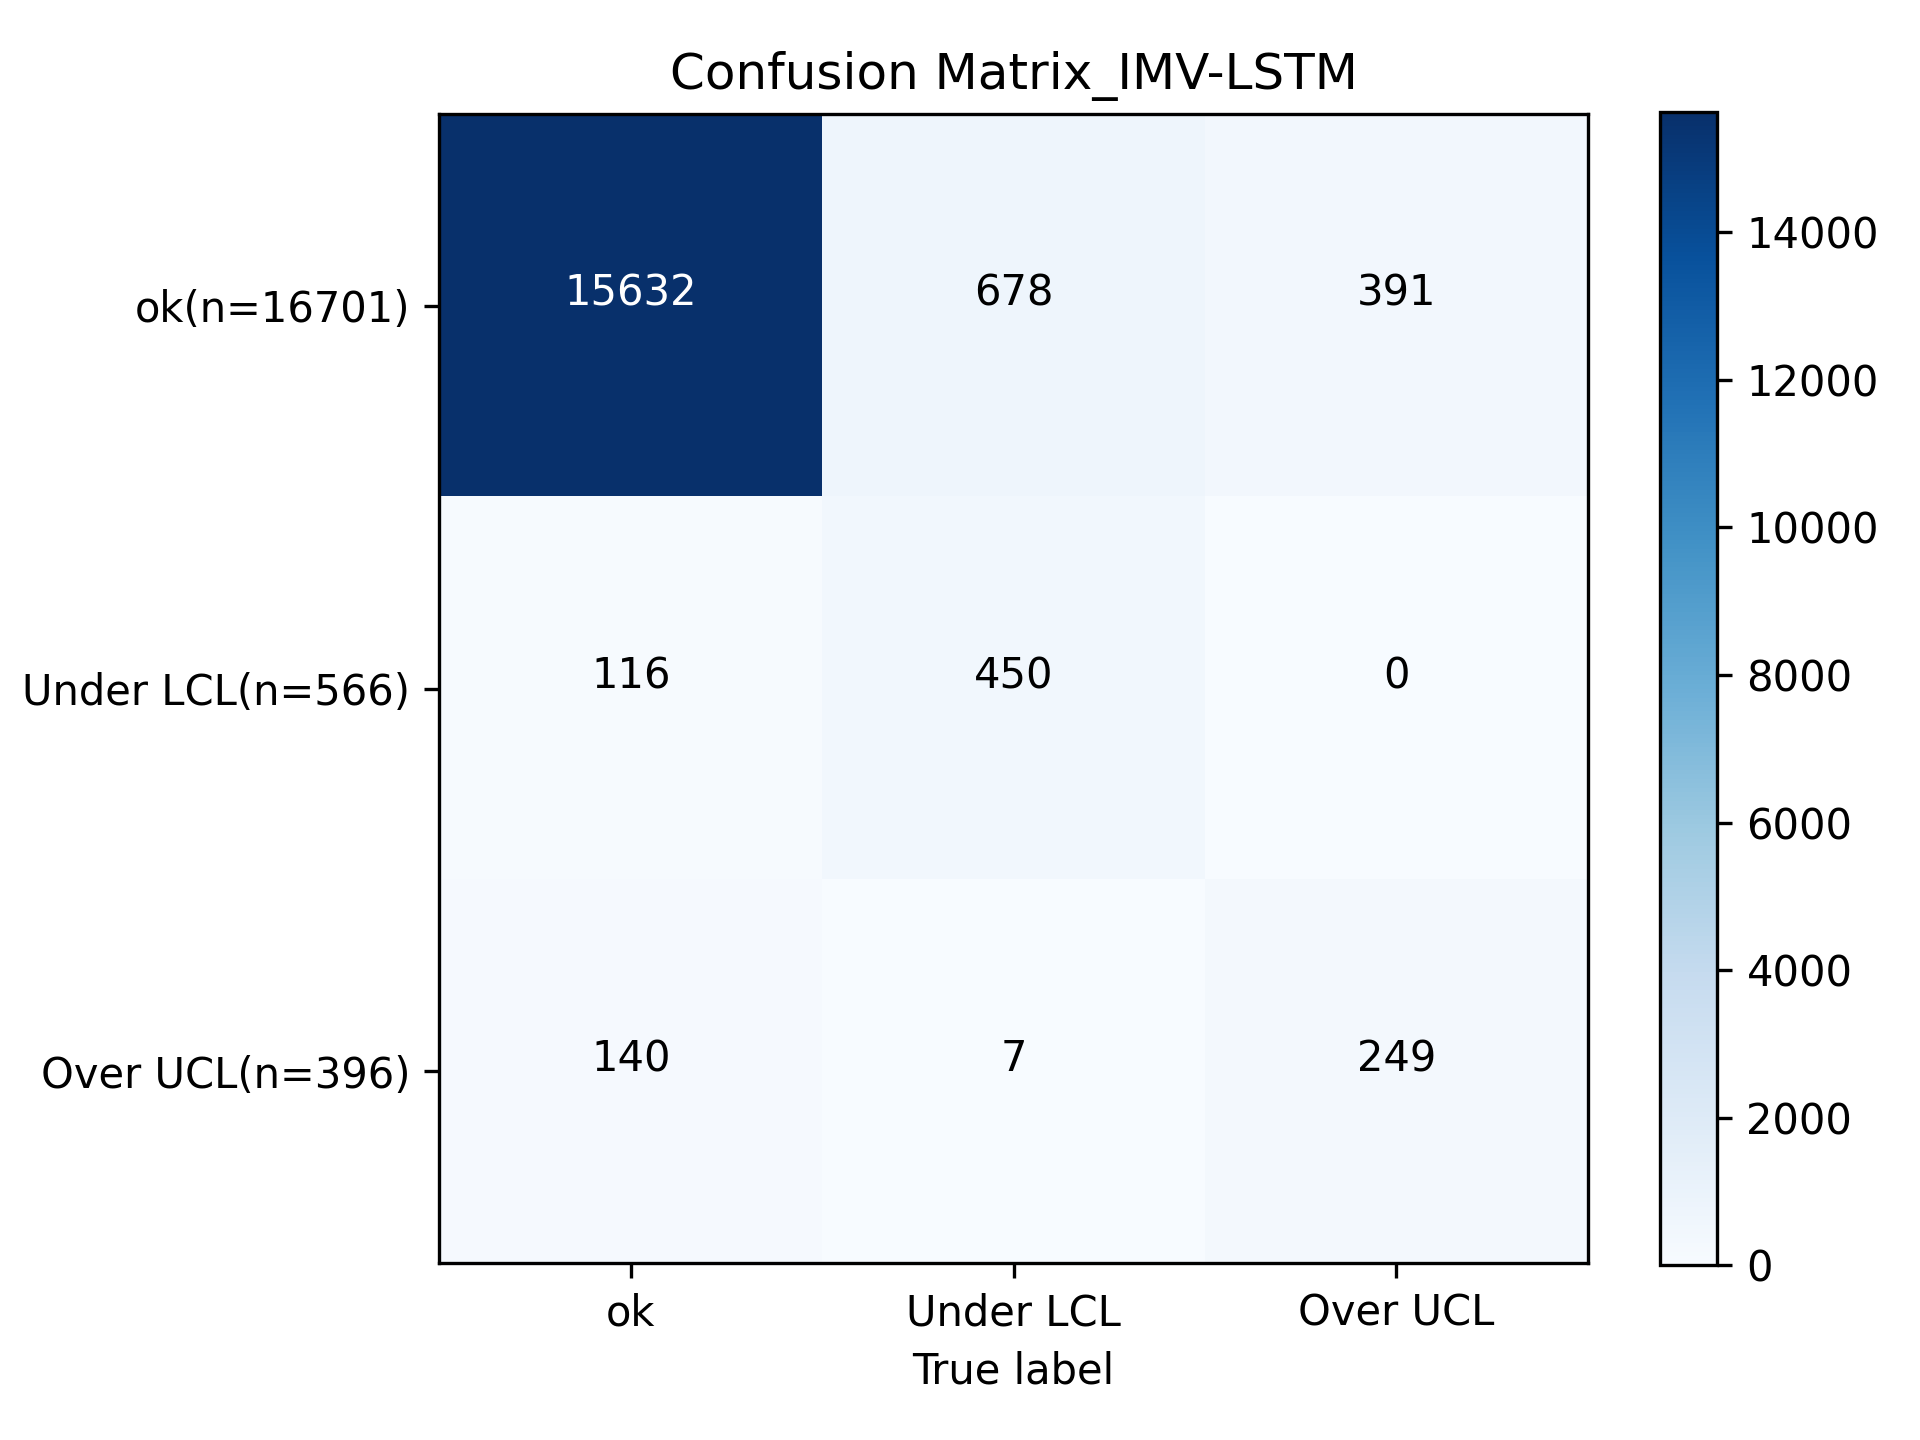 Confusion Matrix_IMV-LSTM
ok(n=16701)
15632
678
391
Under LCL(n=566)
116
450
0
Over UCL(n=396)
140
7
249
ok
Under LCL
Over UCL
True label
14000
12000
10000
8000
6000
4000
2000
0